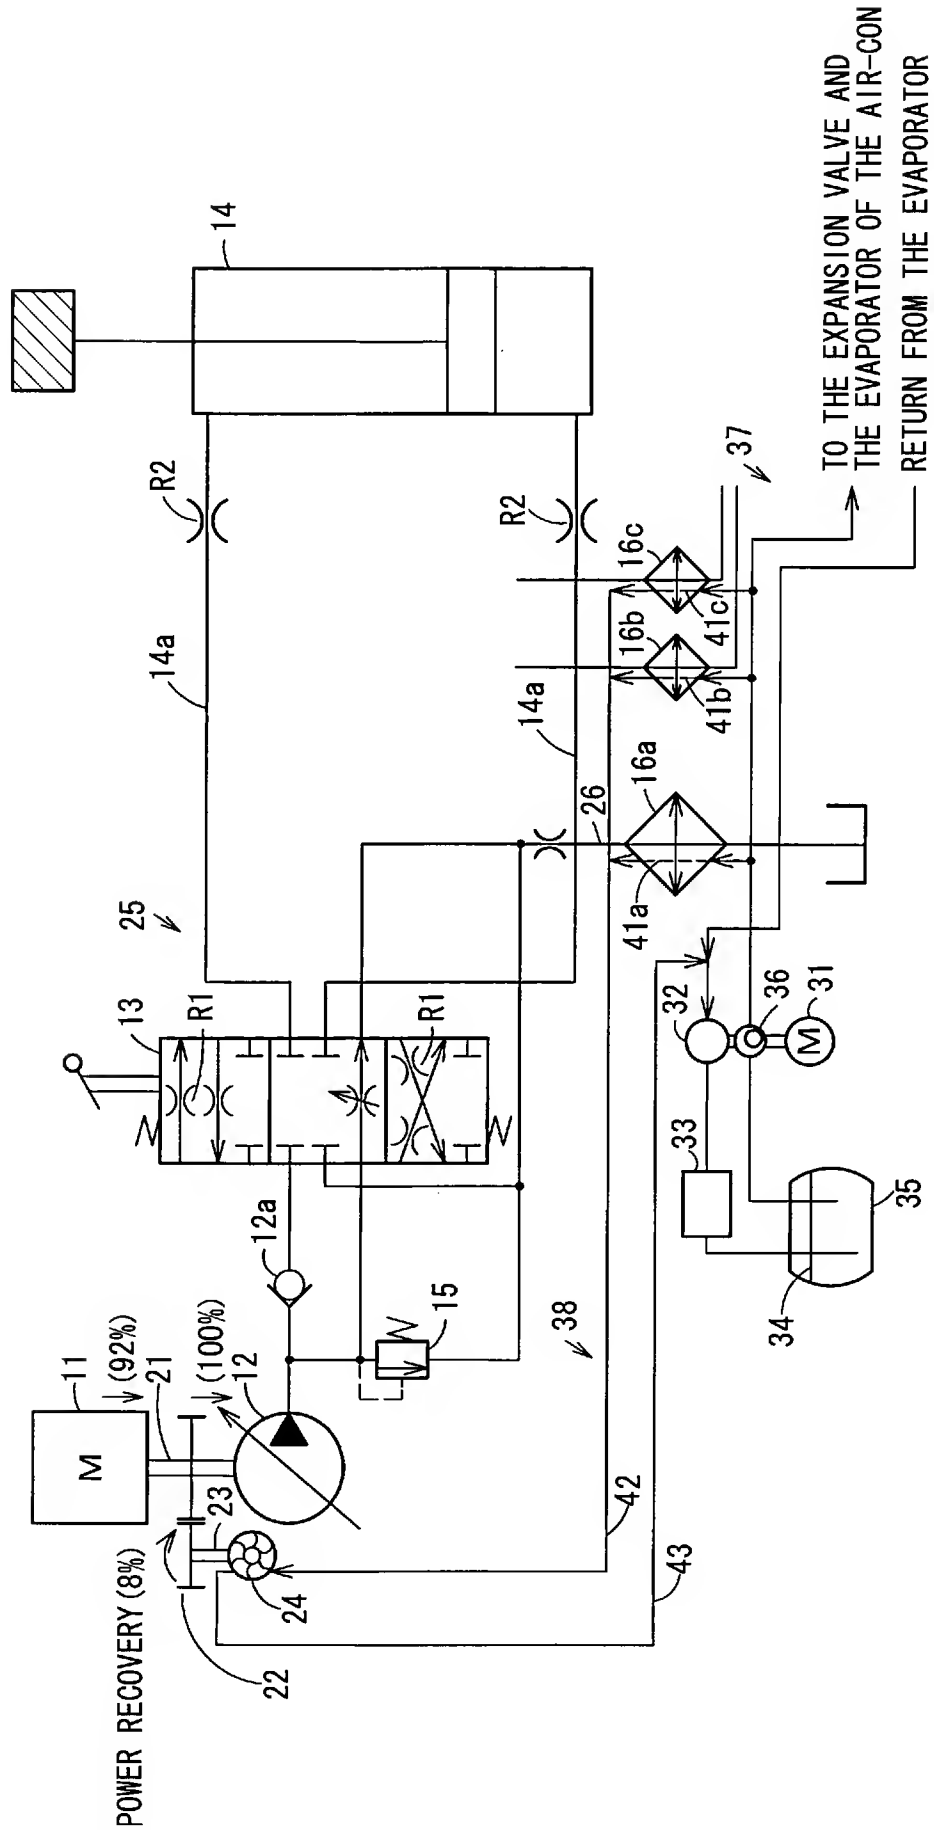 POWER RECOVERY(8%)
22
11
M
(92%)
21
(100%)
12
23
24
12a
15
13
R1
R1
25
14a
14a
R2
R2
14
38
42
43
26
16a
41a
16b
41b
16c
41c
37
32
36
31
M
33
34
35
TO THE EXPANSION VALVE AND
THE EVAPORATOR OF THE AIR-CON
RETURN FROM THE EVAPORATOR